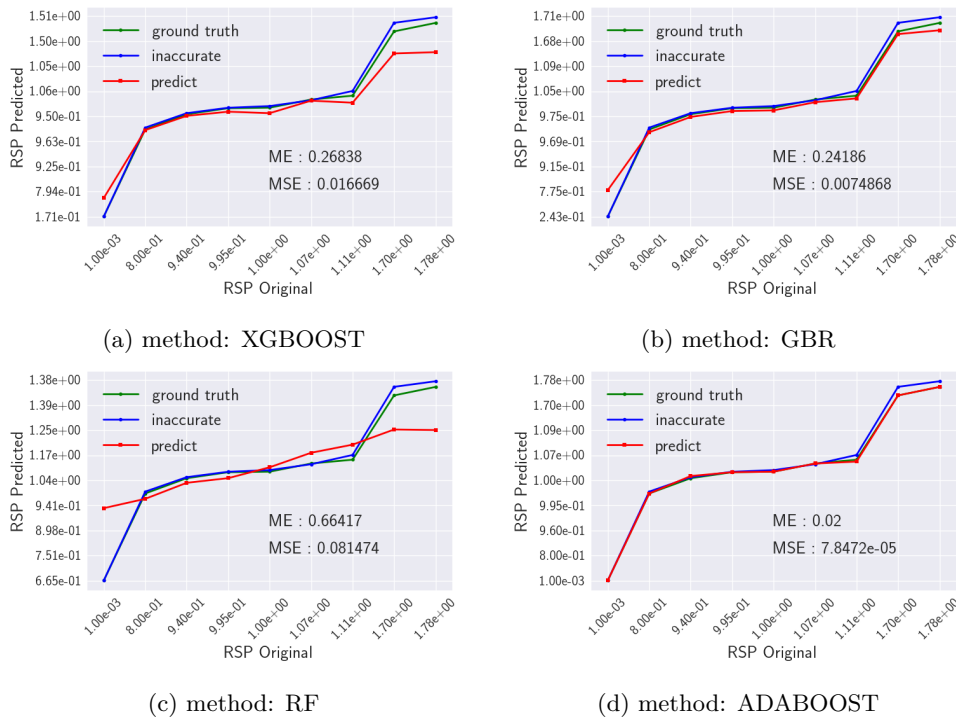 1.51e+00
1.50e+00
1.05e+00
1.06e+00
9.50e-01
9.63e-01
9.25e-01
7.94e-01
1.71e-01
RSP Predicted
ground truth
inaccurate
predict
ME : 0.26838
MSE : 0.016669
1.00e-03
8.00e-01
9.40e-01
9.95e-01
1.00e+00
1.07e+00
1.11e+00
1.70e+00
1.78e+00
RSP Original
(a) method: XGBOOST
1.71e+00
1.68e+00
1.09e+00
1.05e+00
9.75e-01
9.69e-01
9.15e-01
7.75e-01
2.43e-01
RSP Predicted
ground truth
inaccurate
predict
ME : 0.24186
MSE : 0.0074868
1.00e-03
8.00e-01
9.40e-01
9.95e-01
1.00e+00
1.07e+00
1.11e+00
1.70e+00
1.78e+00
RSP Original
(b) method: GBR
1.38e+00
1.39e+00
1.25e+00
1.17e+00
1.04e+00
9.41e-01
8.98e-01
7.51e-01
6.65e-01
RSP Predicted
ground truth
inaccurate
predict
ME : 0.66417
MSE : 0.081474
1.00e-03
8.00e-01
9.40e-01
9.95e-01
1.00e+00
1.07e+00
1.11e+00
1.70e+00
1.78e+00
RSP Original
(c) method: RF
1.78e+00
1.70e+00
1.09e+00
1.07e+00
1.00e+00
9.95e-01
9.60e-01
8.00e-01
1.00e-03
RSP Predicted
ground truth
inaccurate
predict
ME : 0.02
MSE : 7.8472e-05
1.00e-03
8.00e-01
9.40e-01
9.95e-01
1.00e+00
1.07e+00
1.11e+00
1.70e+00
1.78e+00
RSP Original
(d) method: ADABOOST